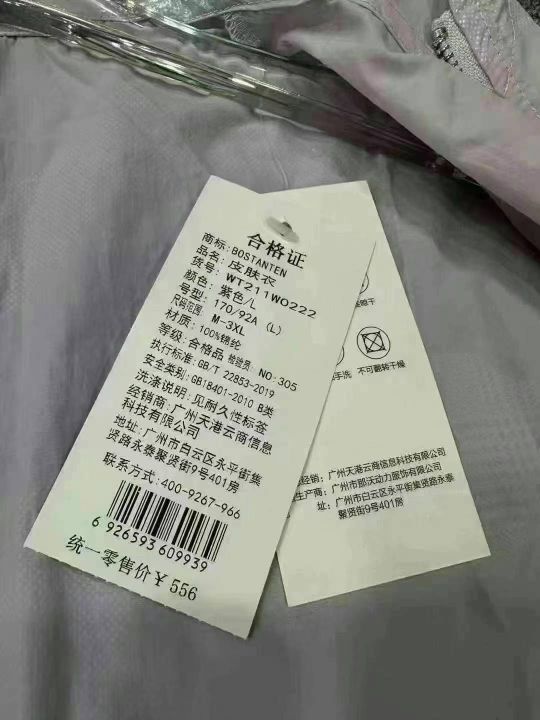 合格证
商标:BOSTANTEN
品名:皮肤衣
货号:WT211W0222
颜色:紫色/L
号型:170/92A (L)
尺码范围 M-3XL
材质:100%锦纶
等级:合格品 检验员 NO:305
执行标准:GB/T 22853-2019
安全类别:GB18401-2010 B类
洗涤说明:见耐久性标签
经销商:广州天港云商信息
科技有限公司
地址:广州市白云区永平街集
贤路永泰聚贤街9号401房
联系方式:400-9267-966
6 926593 609939
统一零售价¥556
手洗 不可翻转干燥
经销:广州天港云商信息科技有限公司
生产商:广州市那沃动力服饰有限公司
址:广州市白云区永平街集贤路永泰
聚贤街9号401房